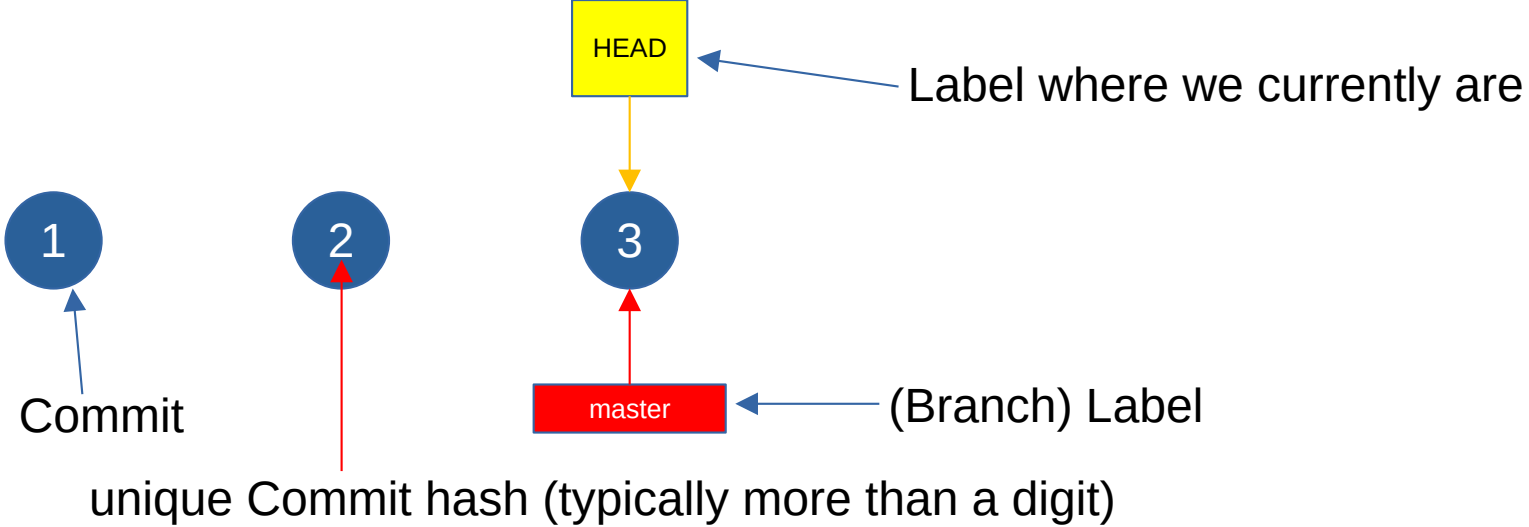 HEAD
Label where we currently are
1
2
3
Commit
master
(Branch) Label
unique Commit hash (typically more than a digit)